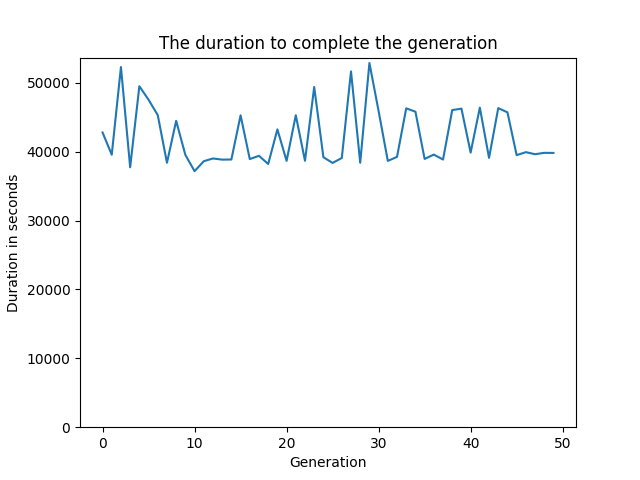 The duration to complete the generation
50000
40000
30000
20000
10000
0
Duration in seconds
0 10 20 30 40 50
Generation